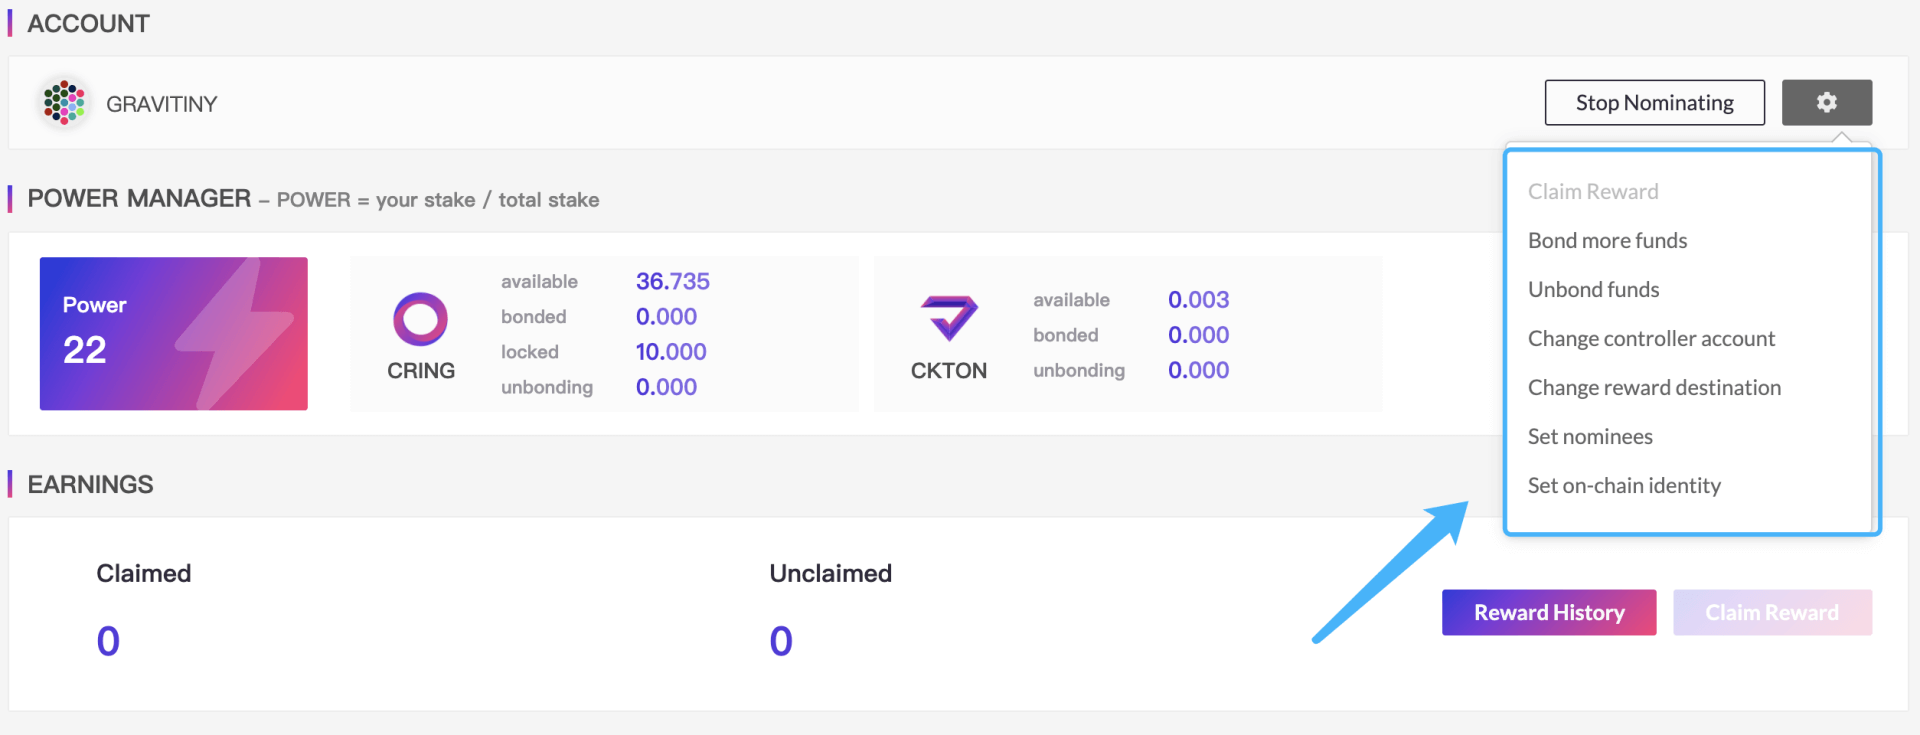 ACCOUNT
GRAVITINY
Stop Nominating
POWER MANAGER – POWER = your stake / total stake
Power
22
CRING
available 36.735
bonded 0.000
locked 10.000
unbonding 0.000
CKTON
available 0.003
bonded 0.000
unbonding 0.000
Claim Reward
Bond more funds
Unbond funds
Change controller account
Change reward destination
Set nominees
Set on-chain identity
EARNINGS
Claimed
0
Unclaimed
0
Reward History
Claim Reward